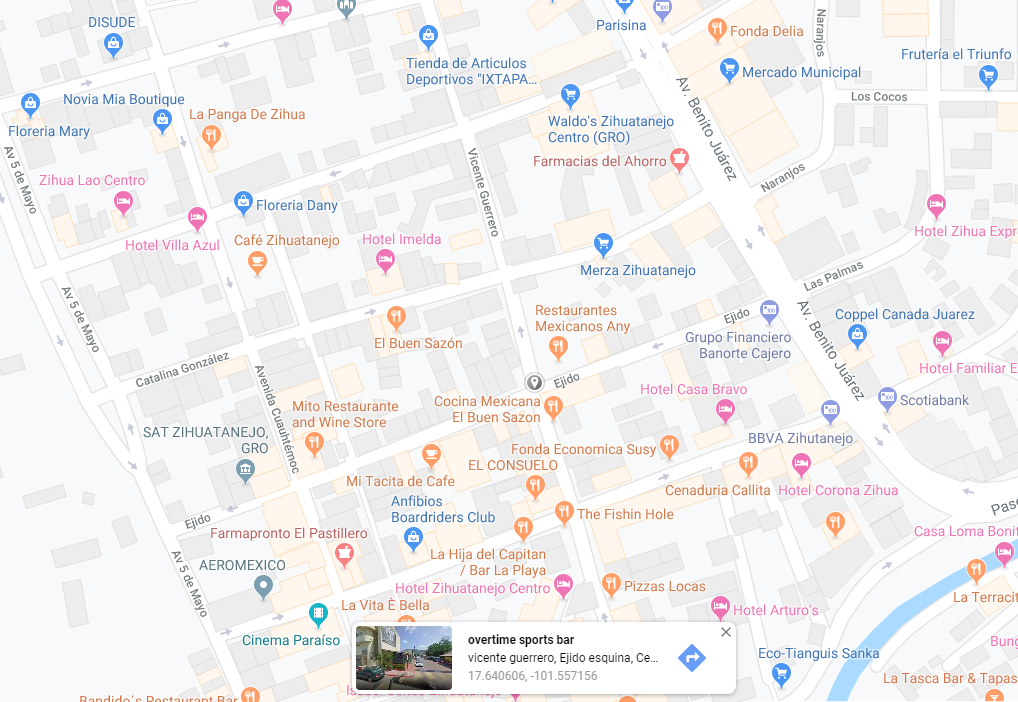 DISUDE
Parisina
Fonda Delia
Naranjos
Tienda de Articulos
Deportivos "IXTAPA...
Mercado Municipal
Frutería el Triunfo
Novia Mia Boutique
Av. Benito Juárez
Los Cocos
Floreria Mary
La Panga De Zihua
Waldo's Zihuatanejo
Centro (GRO)
Farmacias del Ahorro
Av 5 de Mayo
Zihua Lao Centro
Vicente Guerrero
Naranjos
Floreria Dany
Hotel Villa Azul
Café Zihuatanejo
Hotel Imelda
Hotel Zihua Expr
Merza Zihuatanejo
Las Palmas
Av 5 de Mayo
Restaurantes
Mexicanos Any
Ejido
Av. Benito Juárez
Coppel Canada Juarez
El Buen Sazón
Grupo Financiero
Banorte Cajero
Catalina González
Hotel Familiar E
Ejido
Avenida Cuauhtémoc
Hotel Casa Bravo
Cocina Mexicana
El Buen Sazon
Scotiabank
Mito Restaurante
and Wine Store
SAT ZIHUATANEJO,
GRO
BBVA Zihutanejo
Fonda Economica Susy
EL CONSUELO
Mi Tacita de Cafe
Cenaduria Callita
Hotel Corona Zihua
Anfibios
Boardriders Club
The Fishin Hole
Ejido
Paso
Farmapronto El Pastillero
Casa Loma Bonit
La Hija del Capitan
/ Bar La Playa
AEROMEXICO
Av 5 de Mayo
Hotel Zihuatanejo Centro
Pizzas Locas
La Terracit
La Vita È Bella
Hotel Arturo's
Cinema Paraíso
overtime sports bar
vicente guerrero, Ejido esquina, Ce...
17.640606, -101.557156
Eco-Tianguis Sanka
Bung
La Tasca Bar & Tapas
Bandido's Restaurant Bar